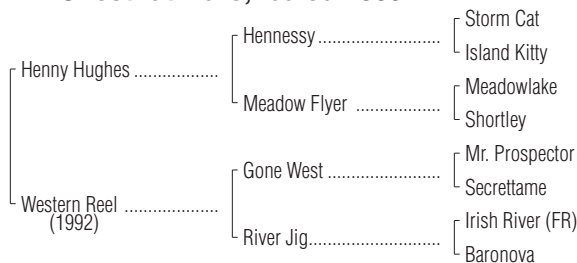 Storm Cat
Hennessy ..........................
Island Kitty
Henny Hughes ..................
Meadowlake
Meadow Flyer ..................
Shortley
Mr. Prospector
Gone West ........................
Secrettame
Western Reel ....................
(1992)
Irish River (FR)
River Jig............................
Baronova